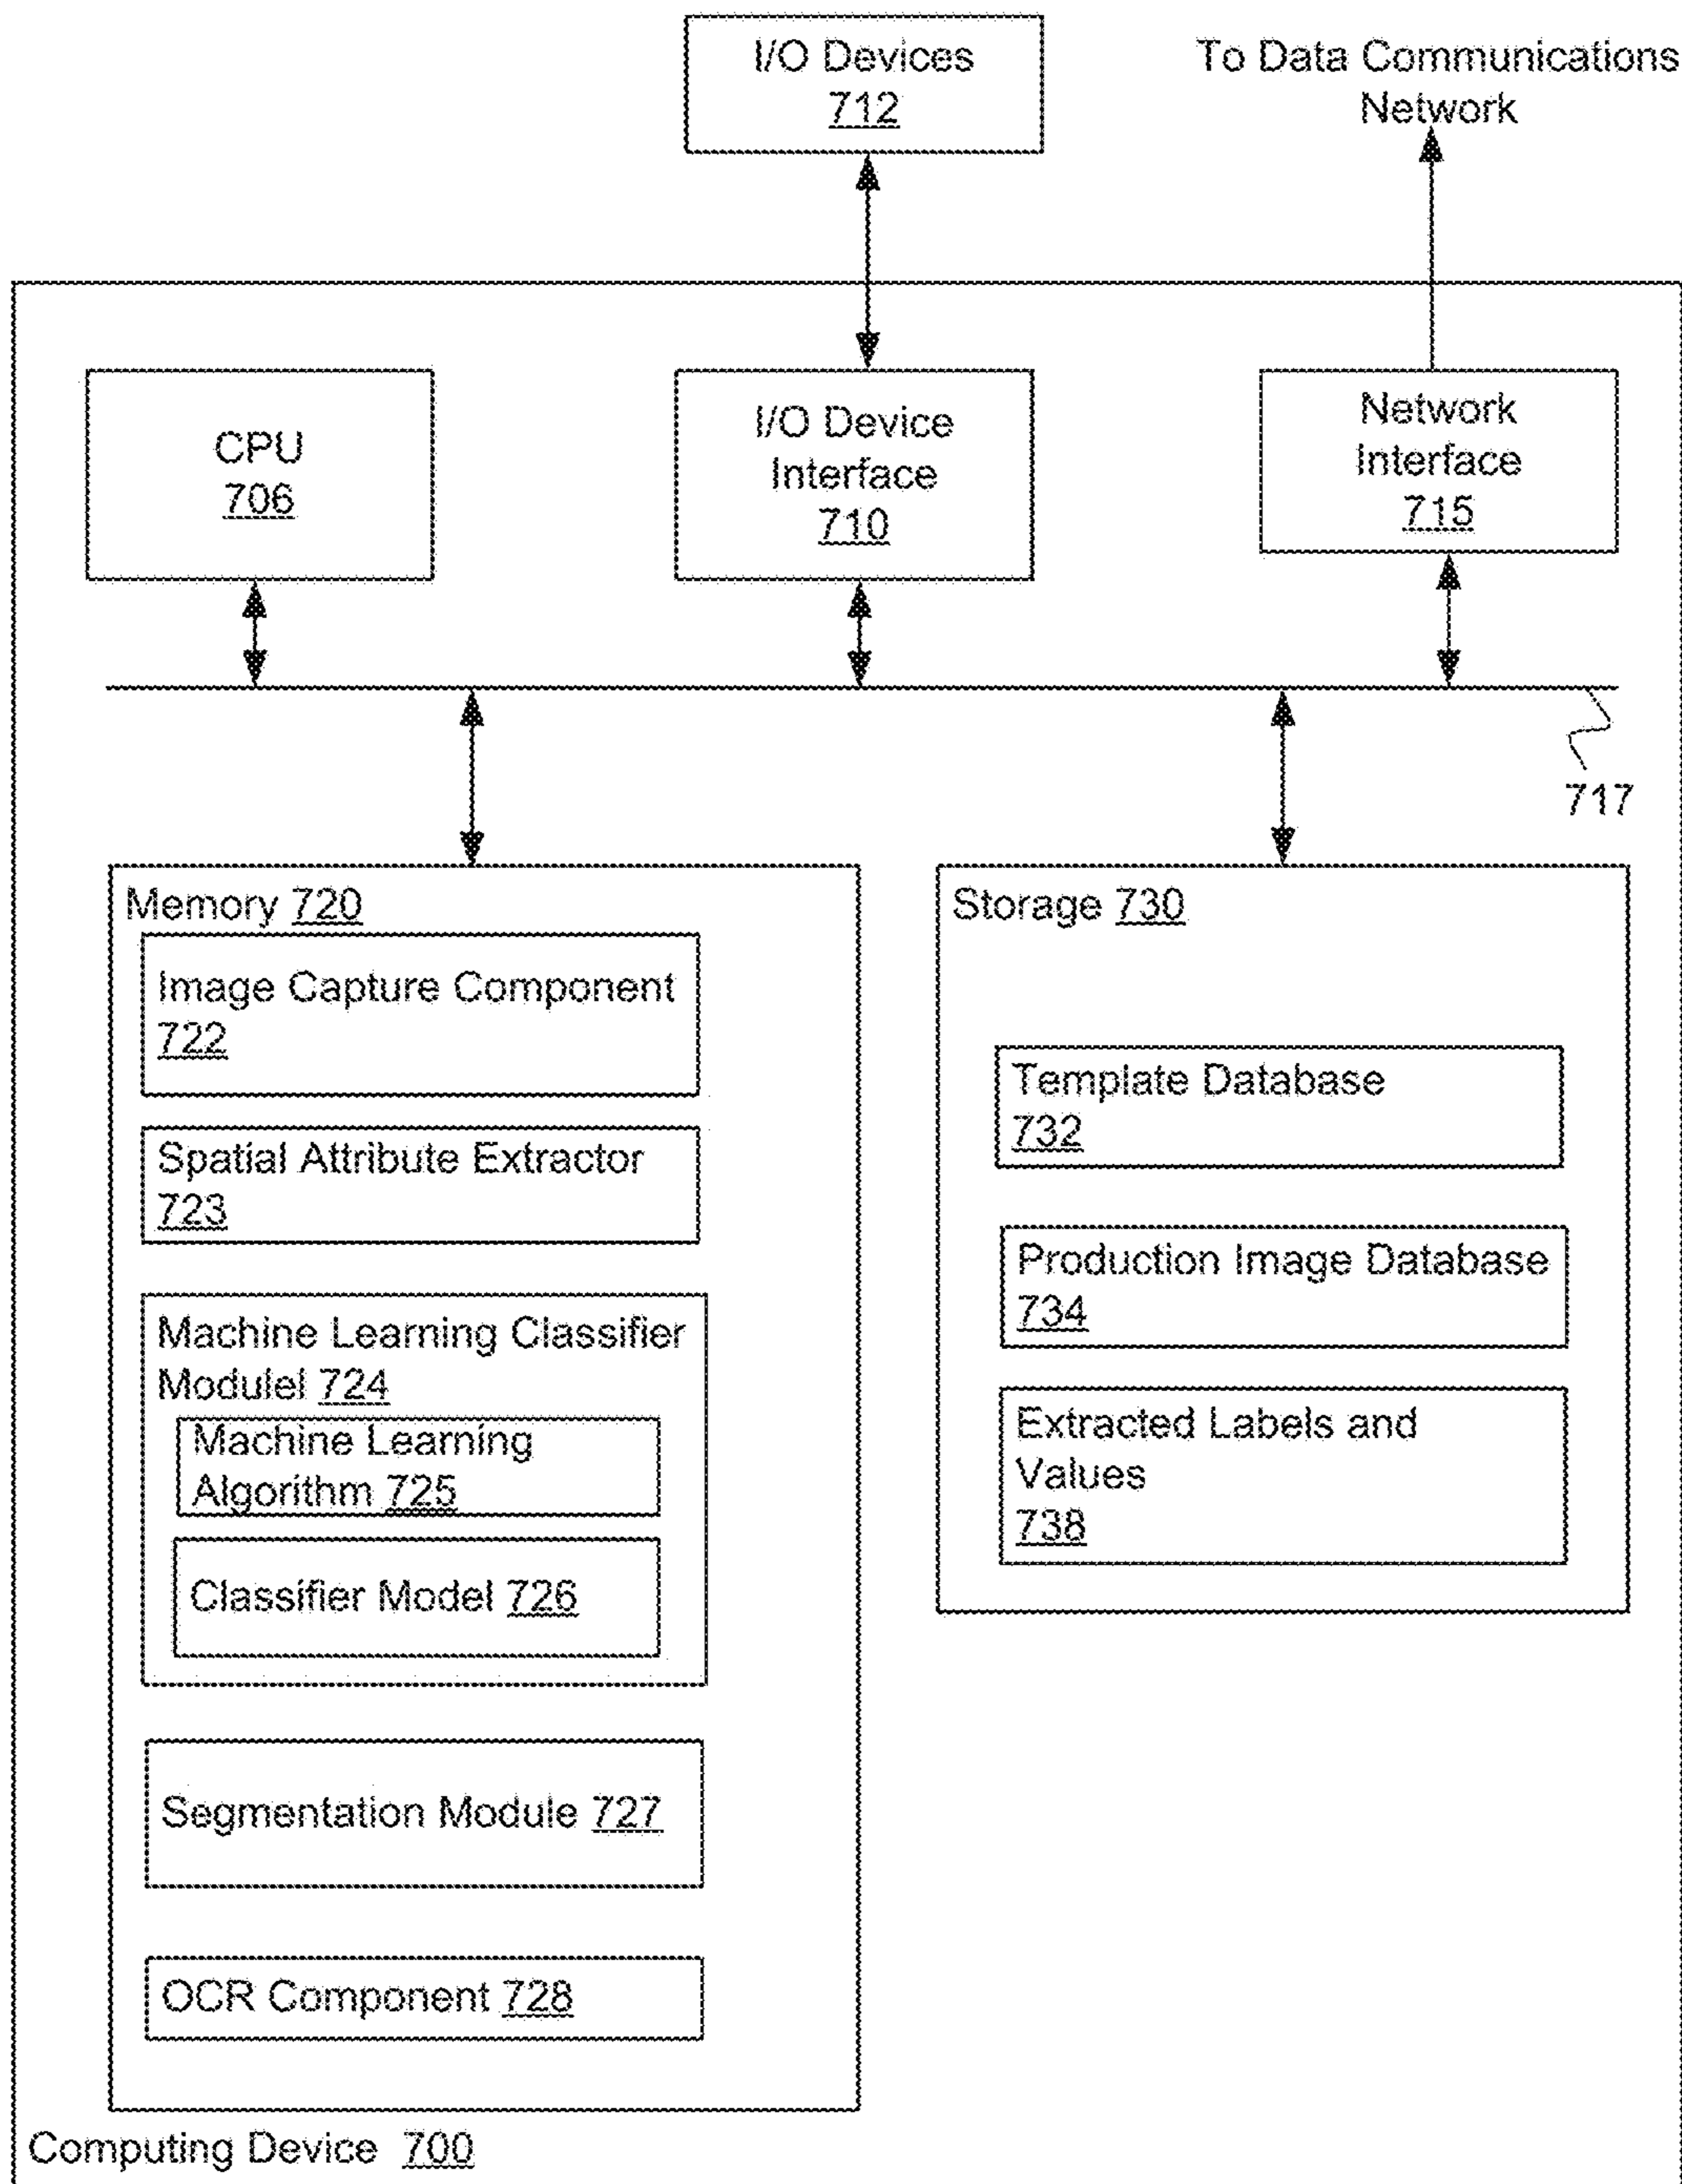 I/O Devices
712
To Data Communications
Network
CPU
706
I/O Device
Interface
710
Network
Interface
715
717
Memory 720
Image Capture Component
722
Spatial Attribute Extractor
723
Machine Learning Classifier
Modulel 724
Machine Learning
Algorithm 725
Classifier Model 726
Segmentation Module 727
OCR Component 728
Storage 730
Template Database
732
Production Image Database
734
Extracted Labels and
Values
738
Computing Device 700